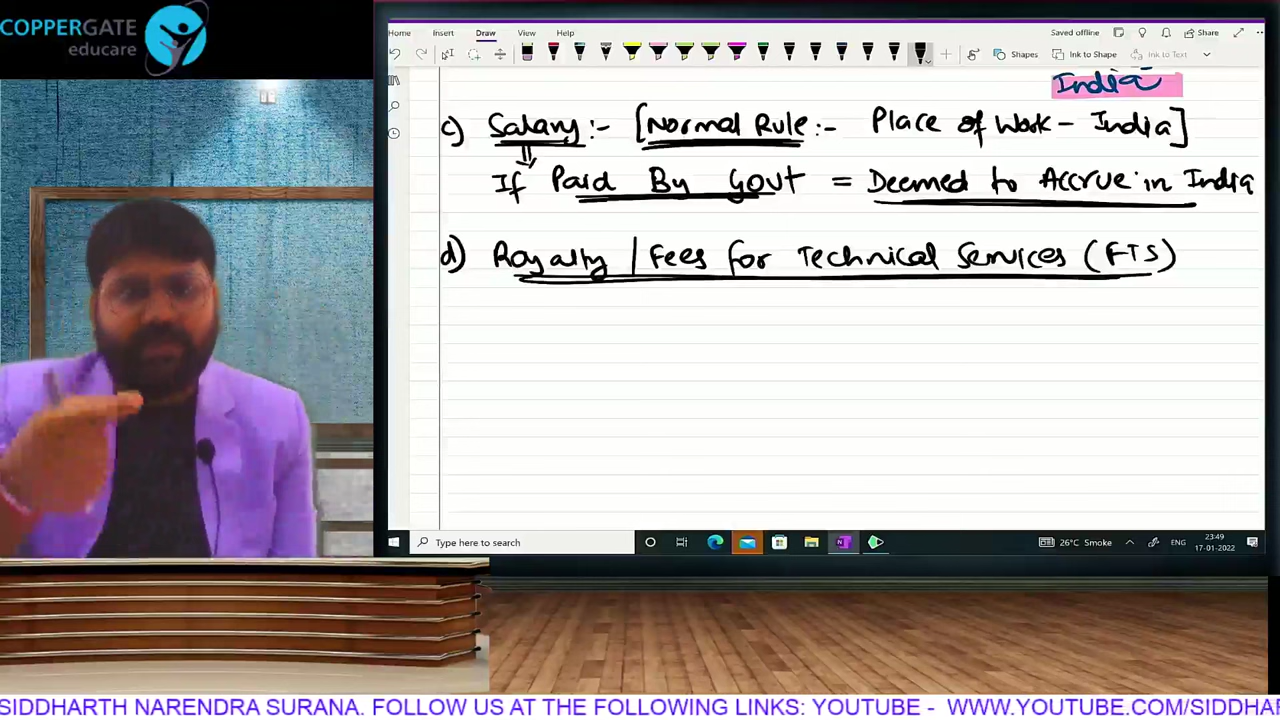 COPPERGATE
educare
Home Insert Draw View Help Saved offline Share
Shapes Ink to Shape Ink to Text
India
c) Salary :- [Normal Rule :- Place of Work - India]
If Paid By Govt = Deemed to Accrue in India
d) Royalty | Fees for Technical Services (FTS)
Type here to search
26°C Smoke ENG 23:49
17-01-2022
SIDDHARTH NARENDRA SURANA. FOLLOW US AT THE FOLLOWING LINKS: YOUTUBE - WWW.YOUTUBE.COM/SIDDHA